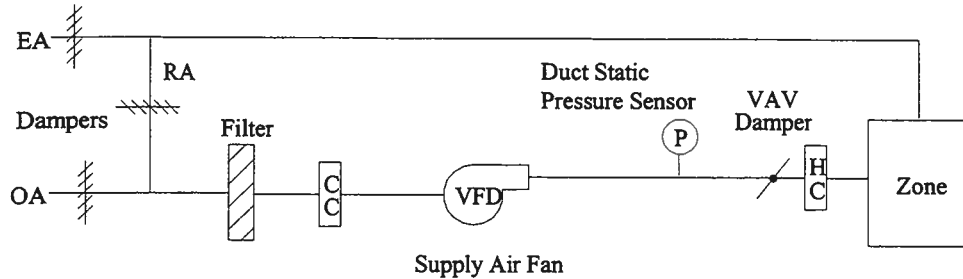 EA
RA
Duct Static
Pressure Sensor
VAV
Damper
Dampers
Filter
P
OA
C
C
VFD
H
C
Zone
Supply Air Fan